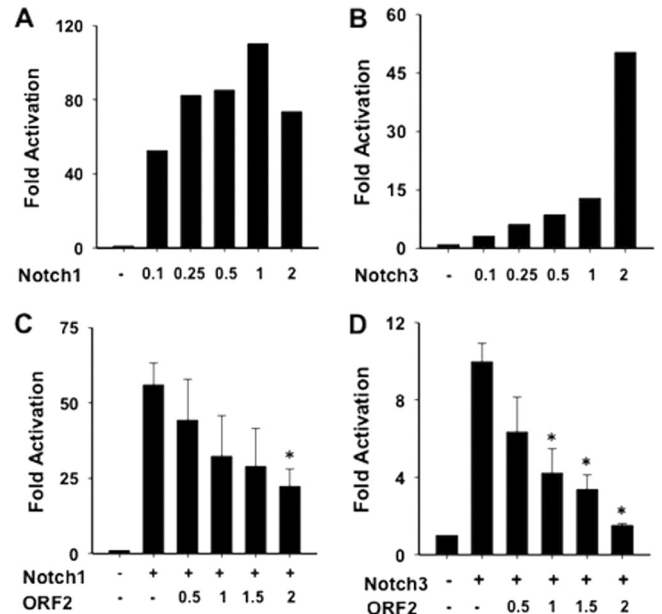 A
Fold Activation
120
80
40
0
Notch1 - 0.1 0.25 0.5 1 2
B
Fold Activation
60
45
30
15
0
Notch3 - 0.1 0.25 0.5 1 2
C
Fold Activation
75
50
25
0
*
Notch1 - + + + + +
ORF2 - - 0.5 1 1.5 2
D
Fold Activation
12
8
4
0
* * *
Notch3 - + + + + +
ORF2 - - 0.5 1 1.5 2